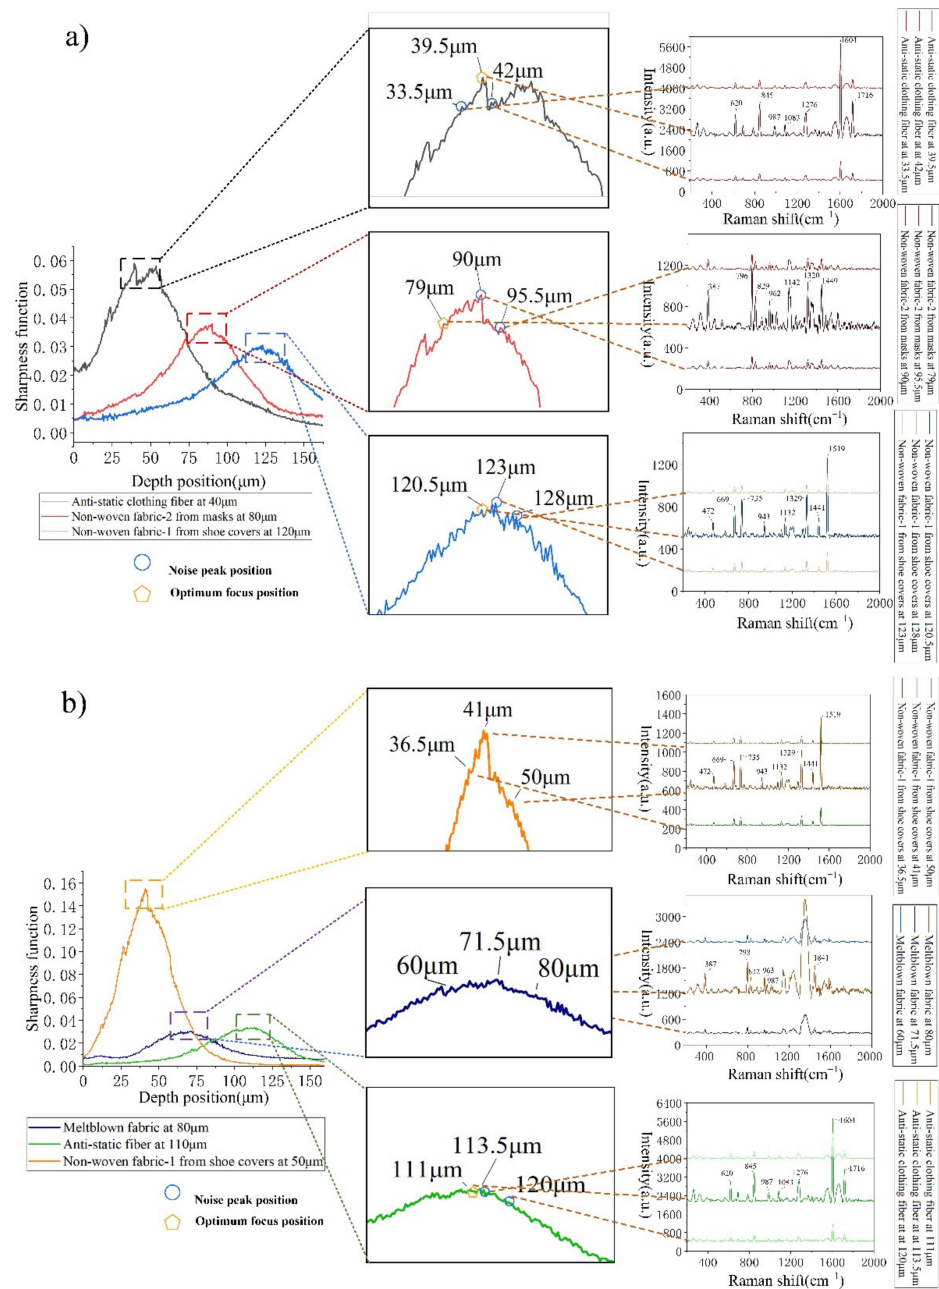 a)
39.5μm
42μm
33.5μm
Intensity(a.u.)
5600
4800
4000
3200
2400
1600
800
0
1604
620
845
987
1083
1276
1716
400
800
1200
1600
2000
Raman shift(cm⁻¹)
Anti-static clothing fiber at 39.5μm
Anti-static clothing fiber at at 42μm
Anti-static clothing fiber at at 33.5μm
Sharpness function
0.06
0.05
0.04
0.03
0.02
0.01
0.00
0
25
50
75
100 125 150
Depth position(μm)
Anti-static clothing fiber at 40μm
Non-woven fabric-2 from masks at 80μm
Non-woven fabric-1 from shoe covers at 120μm
Noise peak position
Optimum focus position
90μm
79μm
95.5μm
Intensity(a.u.)
1200
800
600
400
0
796
829
962
1142
1320
1449
400
800
1200
1600
2000
Raman shift(cm⁻¹)
Non-woven fabric-2 from masks at 79μm
Non-woven fabric-2 from masks at 95.5μm
Non-woven fabric-2 from masks at 90μm
123μm
120.5μm
128μm
Intensity(a.u.)
1200
800
400
0
1519
472
669
735
943
1132
1329
1441
400
800
1200
1600
2000
Raman shift(cm⁻¹)
Non-woven fabric-1 from shoe covers at 120.5μm
Non-woven fabric-1 from shoe covers at 128μm
Non-woven fabric-1 from shoe covers at 123μm
b)
41μm
36.5μm
50μm
Intensity(a.u.)
1600
1400
1200
800
600
400
0
1519
472
669
735
943
1132
1441
400
800
1200
1600
2000
Raman shift(cm⁻¹)
Non-woven fabric-1 from shoe covers at 50μm
Non-woven fabric-1 from shoe covers at 41μm
Non-woven fabric-1 from shoe covers at 36.5μm
Sharpness function
0.16
0.14
0.12
0.10
0.08
0.06
0.04
0.03
0.02
0.00
0
25
50
75
100 125 150
Depth position(μm)
Meltblown fabric at 80μm
Anti-static fiber at 110μm
Non-woven fabric-1 from shoe covers at 50μm
Noise peak position
Optimum focus position
71.5μm
60μm
80μm
Intensity(a.u.)
3000
2400
1800
1200
600
0
387
798
963
987
1841
400
800
1200
1600
2000
Raman shift(cm⁻¹)
Meltblown fabric at 80μm
Meltblown fabric at 71.5μm
Meltblown fabric at 60μm
113.5μm
111μm
120μm
Intensity(a.u.)
6100
5600
4800
4000
3200
2400
1600
800
0
1604
620
845
987
1276
1716
400
800
1200
1600
2000
Raman shift(cm⁻¹)
Anti-static clothing fiber at 111μm
Anti-static clothing fiber at at 113.5μm
Anti-static clothing fiber at at 120μm